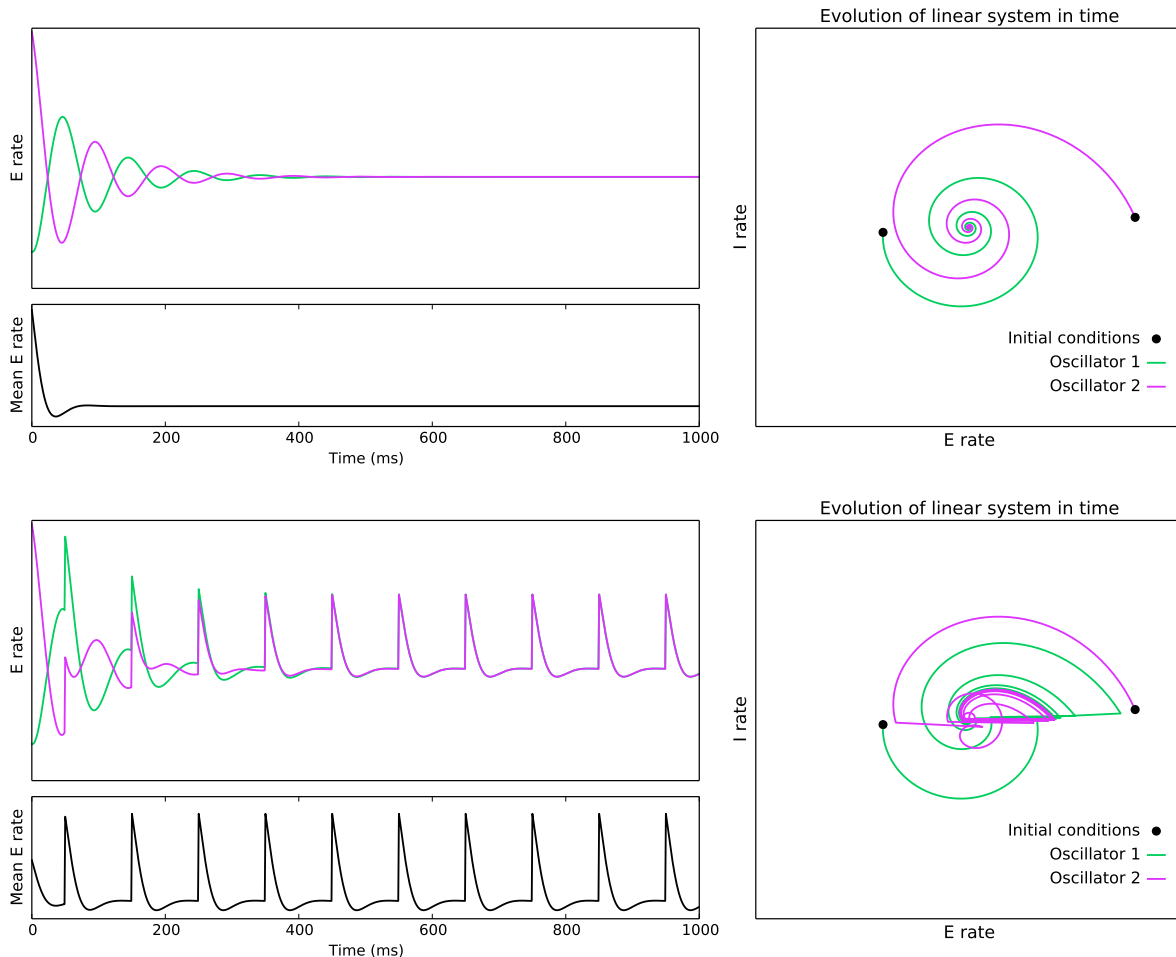 E rate
Mean E rate
0 200 400 600 800 1000
Time (ms)
Evolution of linear system in time
I rate
Initial conditions
Oscillator 1
Oscillator 2
E rate
E rate
Mean E rate
0 200 400 600 800 1000
Time (ms)
Evolution of linear system in time
I rate
Initial conditions
Oscillator 1
Oscillator 2
E rate